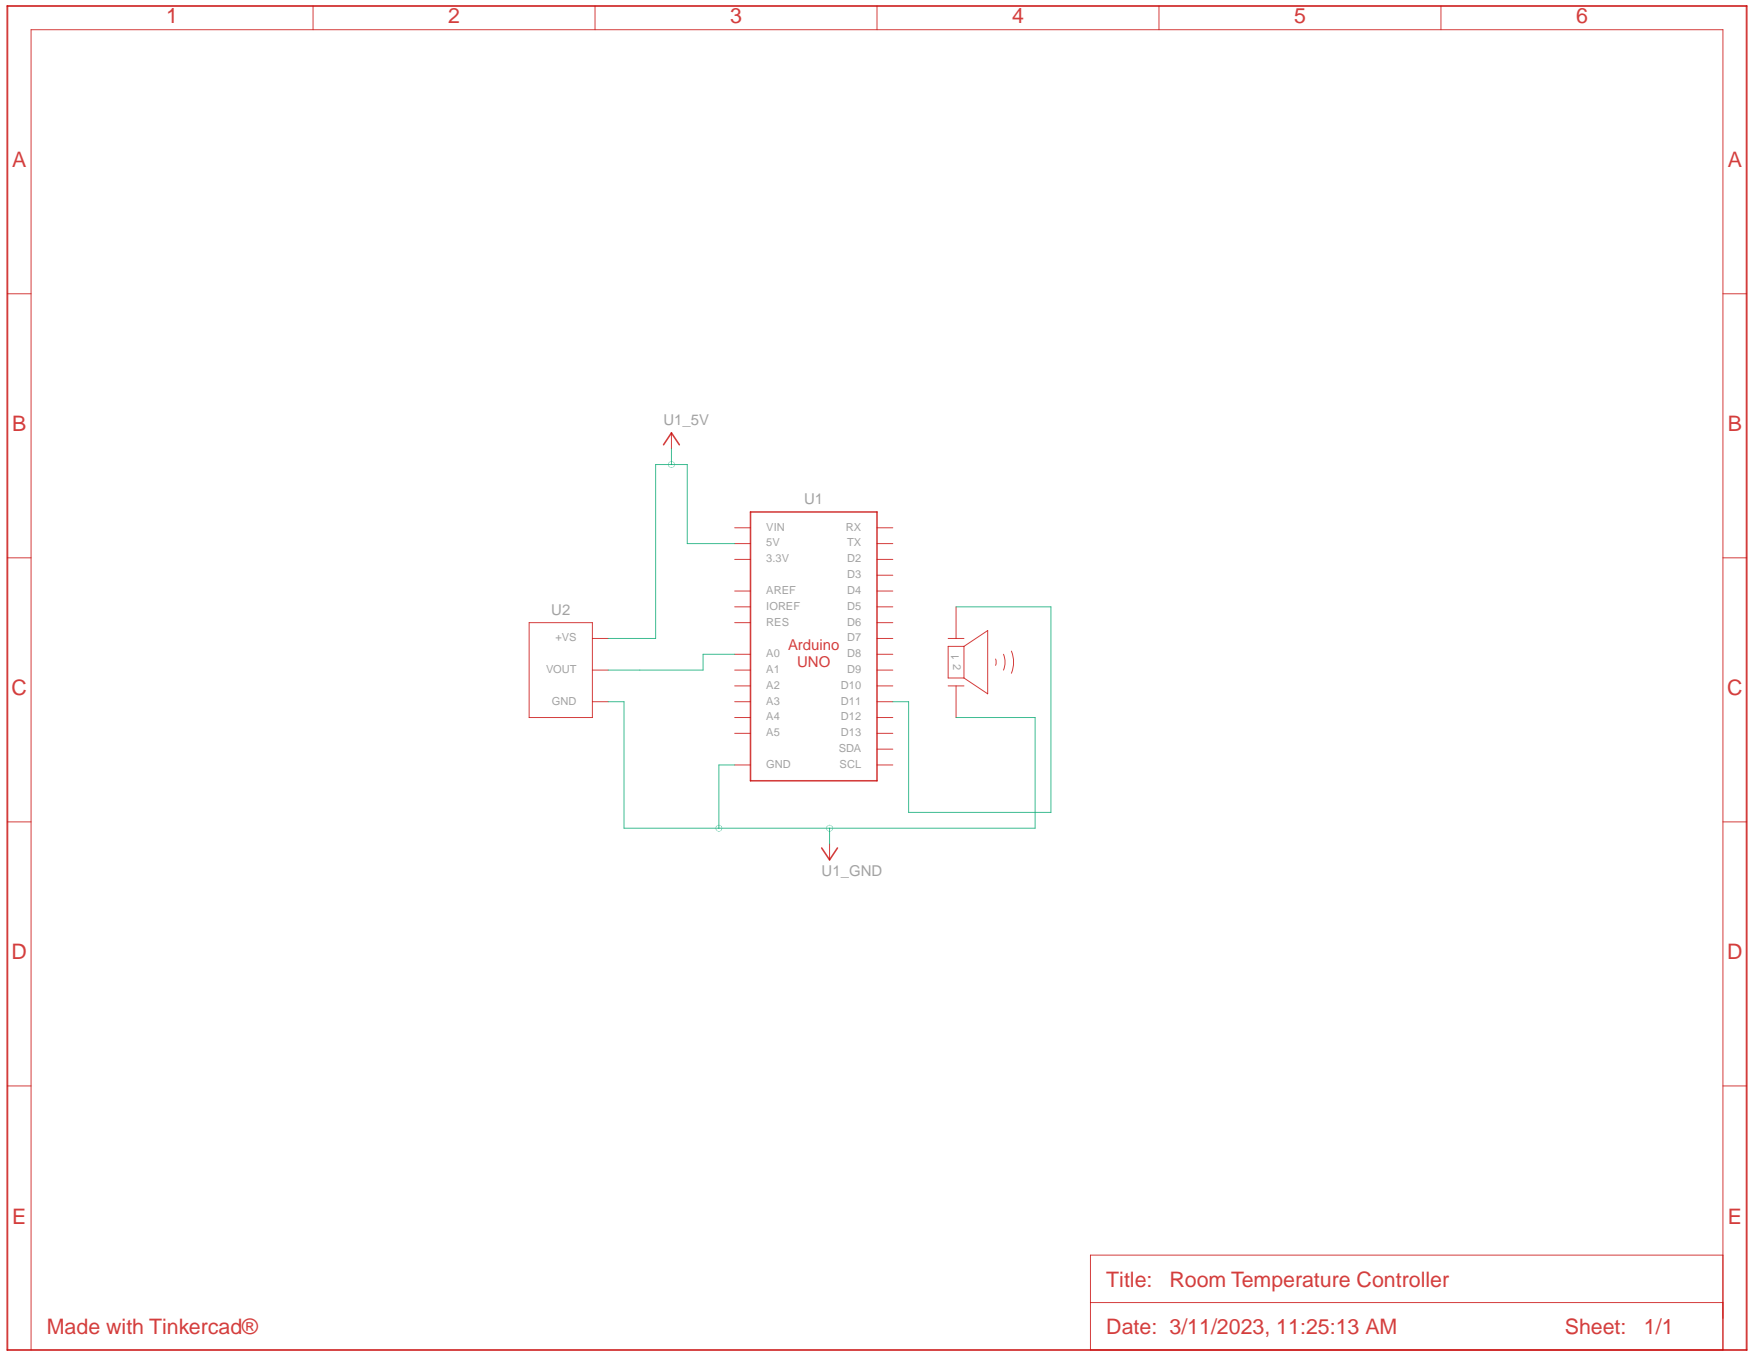 1 2 3 4 5 6
A A
B B
U1_5V
U1
VIN RX
5V TX
3.3V D2
D3
AREF D4
IOREF D5
RES D6
D7
A0 D8
A1 D9
A2 D10
A3 D11
A4 D12
A5 D13
SDA
GND SCL
Arduino
UNO
U2
+VS
VOUT
GND
1 2
C C
U1_GND
D D
E E
Title: Room Temperature Controller
Made with Tinkercad®
Date: 3/11/2023, 11:25:13 AM Sheet: 1/1